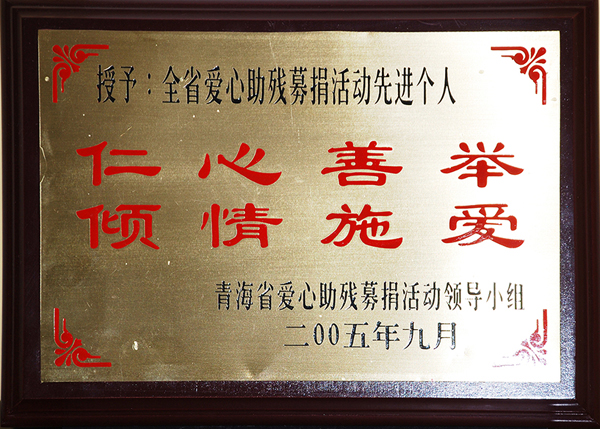 授予：全省爱心助残募捐活动先进个人
仁心善举
倾情施爱
青海省爱心助残募捐活动领导小组
二00五年九月